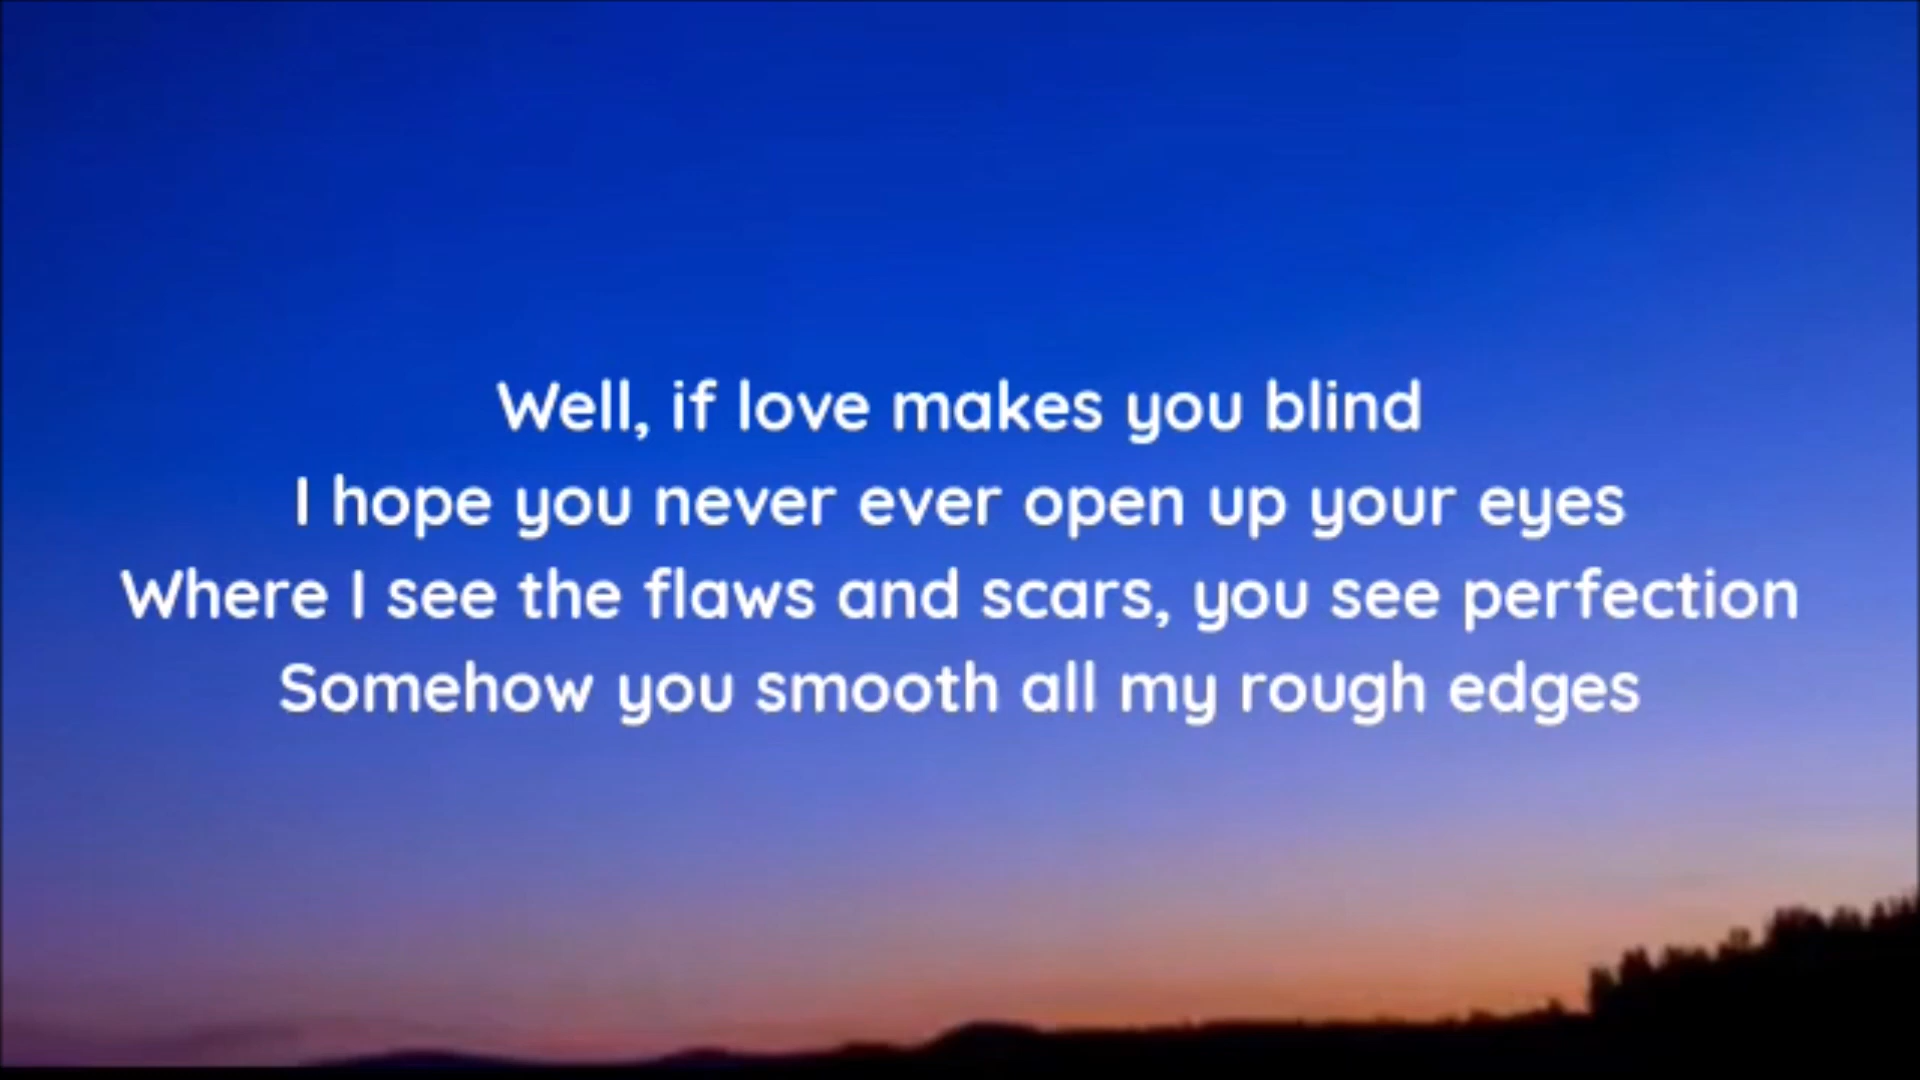 Well, if love makes you blind
I hope you never ever open up your eyes
Where I see the flaws and scars, you see perfection
Somehow you smooth all my rough edges